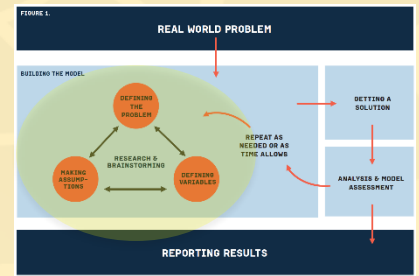 FIGURE 1.
REAL WORLD PROBLEM
BUILDING THE MODEL
DEFINING
THE
PROBLEM
RESEARCH &
BRAINSTORMING
MAKING
ASSUMP-
TIONS
DEFINING
VARIABLES
REPEAT AS
NEEDED OR AS
TIME ALLOWS
GETTING A
SOLUTION
ANALYSIS & MODEL
ASSESSMENT
REPORTING RESULTS